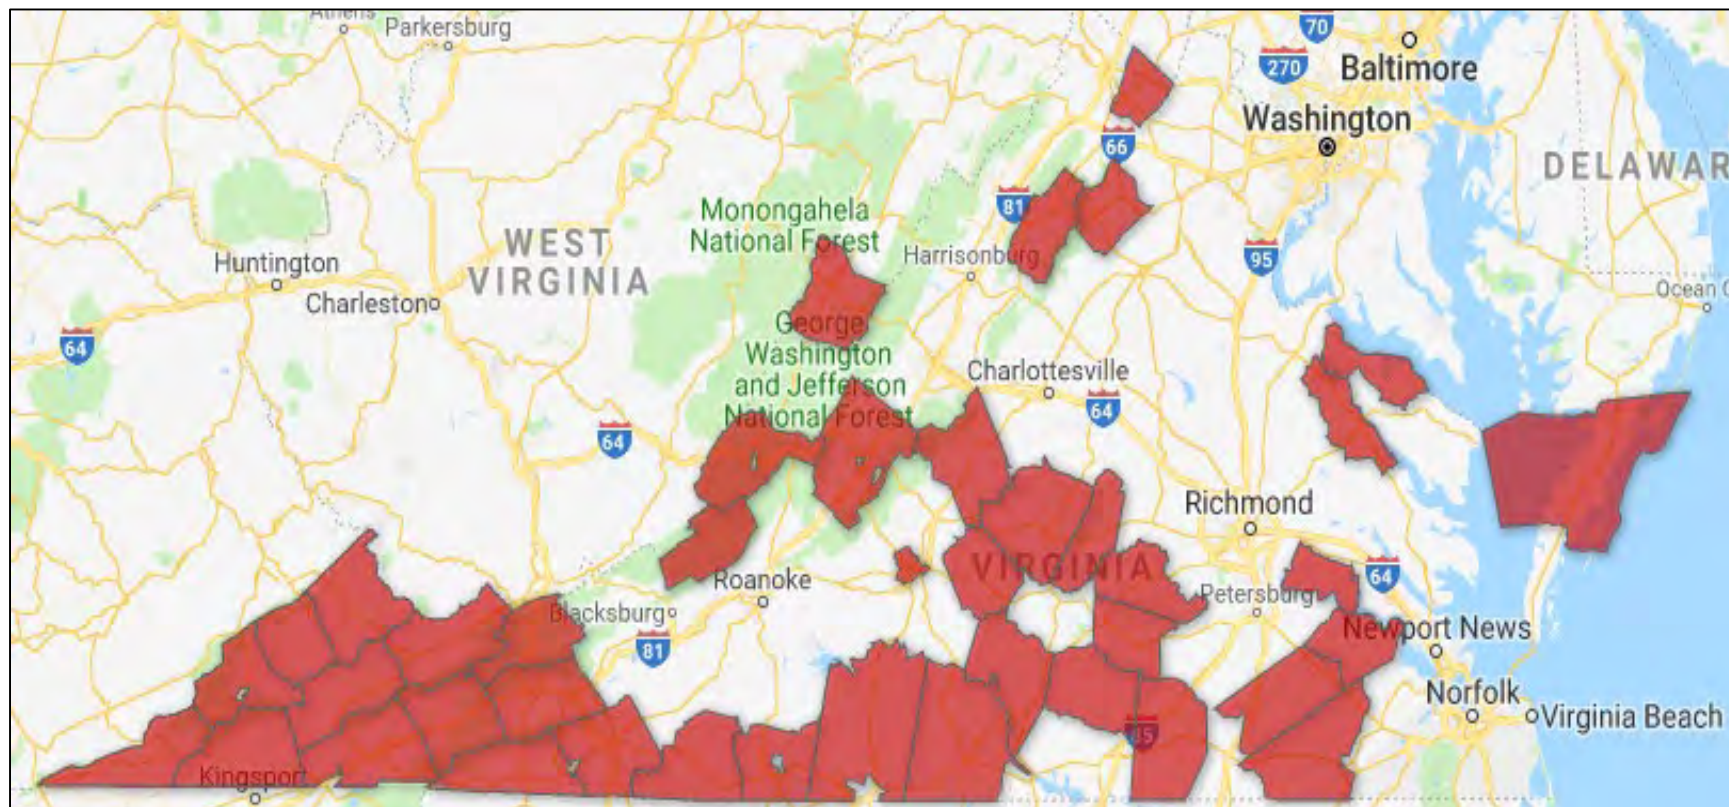 Athens
Parkersburg
70
Baltimore
270
Washington
66
DELAWAR
Monongahela
National Forest
81
WEST
VIRGINIA
Harrisonburg
95
Huntington
Charleston
Ocean C
64
George
Washington
and Jefferson
National Forest
Charlottesville
64
64
Richmond
VIRGINIA
Roanoke
64
Blacksburg
Petersburg
81
Newport News
Norfolk
Virginia Beach
85
Kingsport